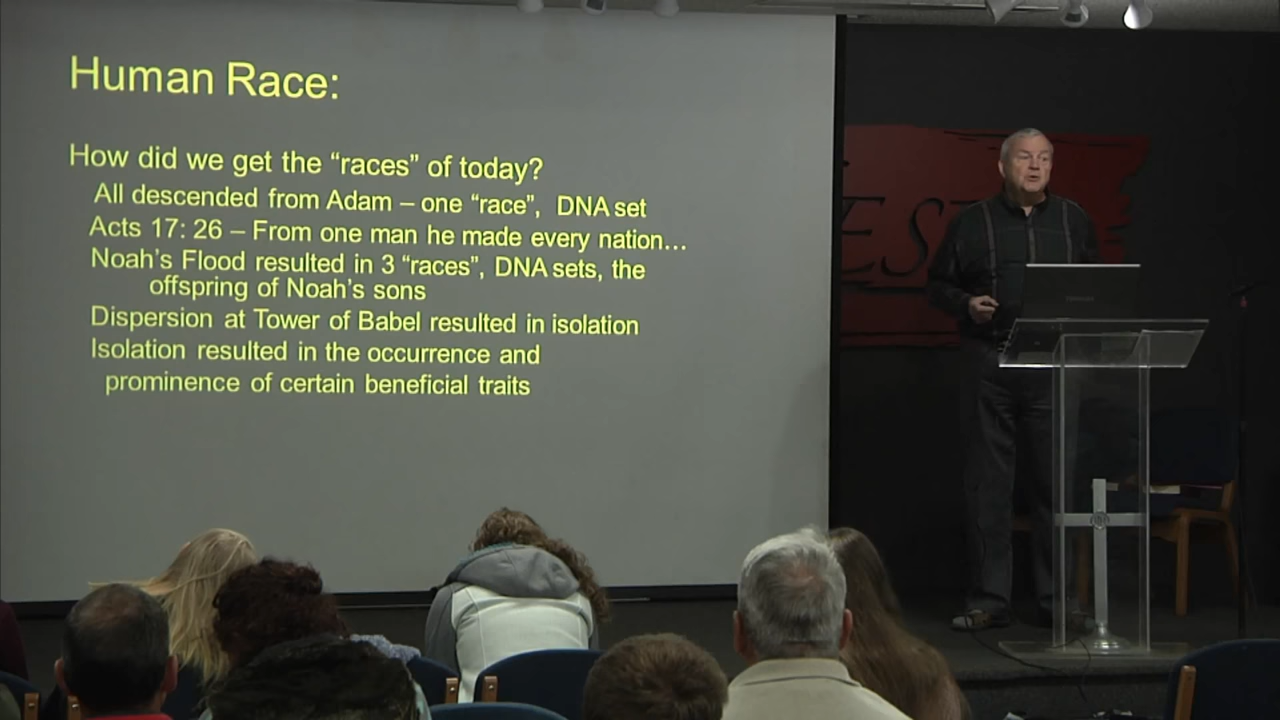 Human Race:
How did we get the “races” of today?
All descended from Adam – one “race”, DNA set
Acts 17: 26 – From one man he made every nation...
Noah’s Flood resulted in 3 “races”, DNA sets, the
offspring of Noah’s sons
Dispersion at Tower of Babel resulted in isolation
Isolation resulted in the occurrence and
prominence of certain beneficial traits